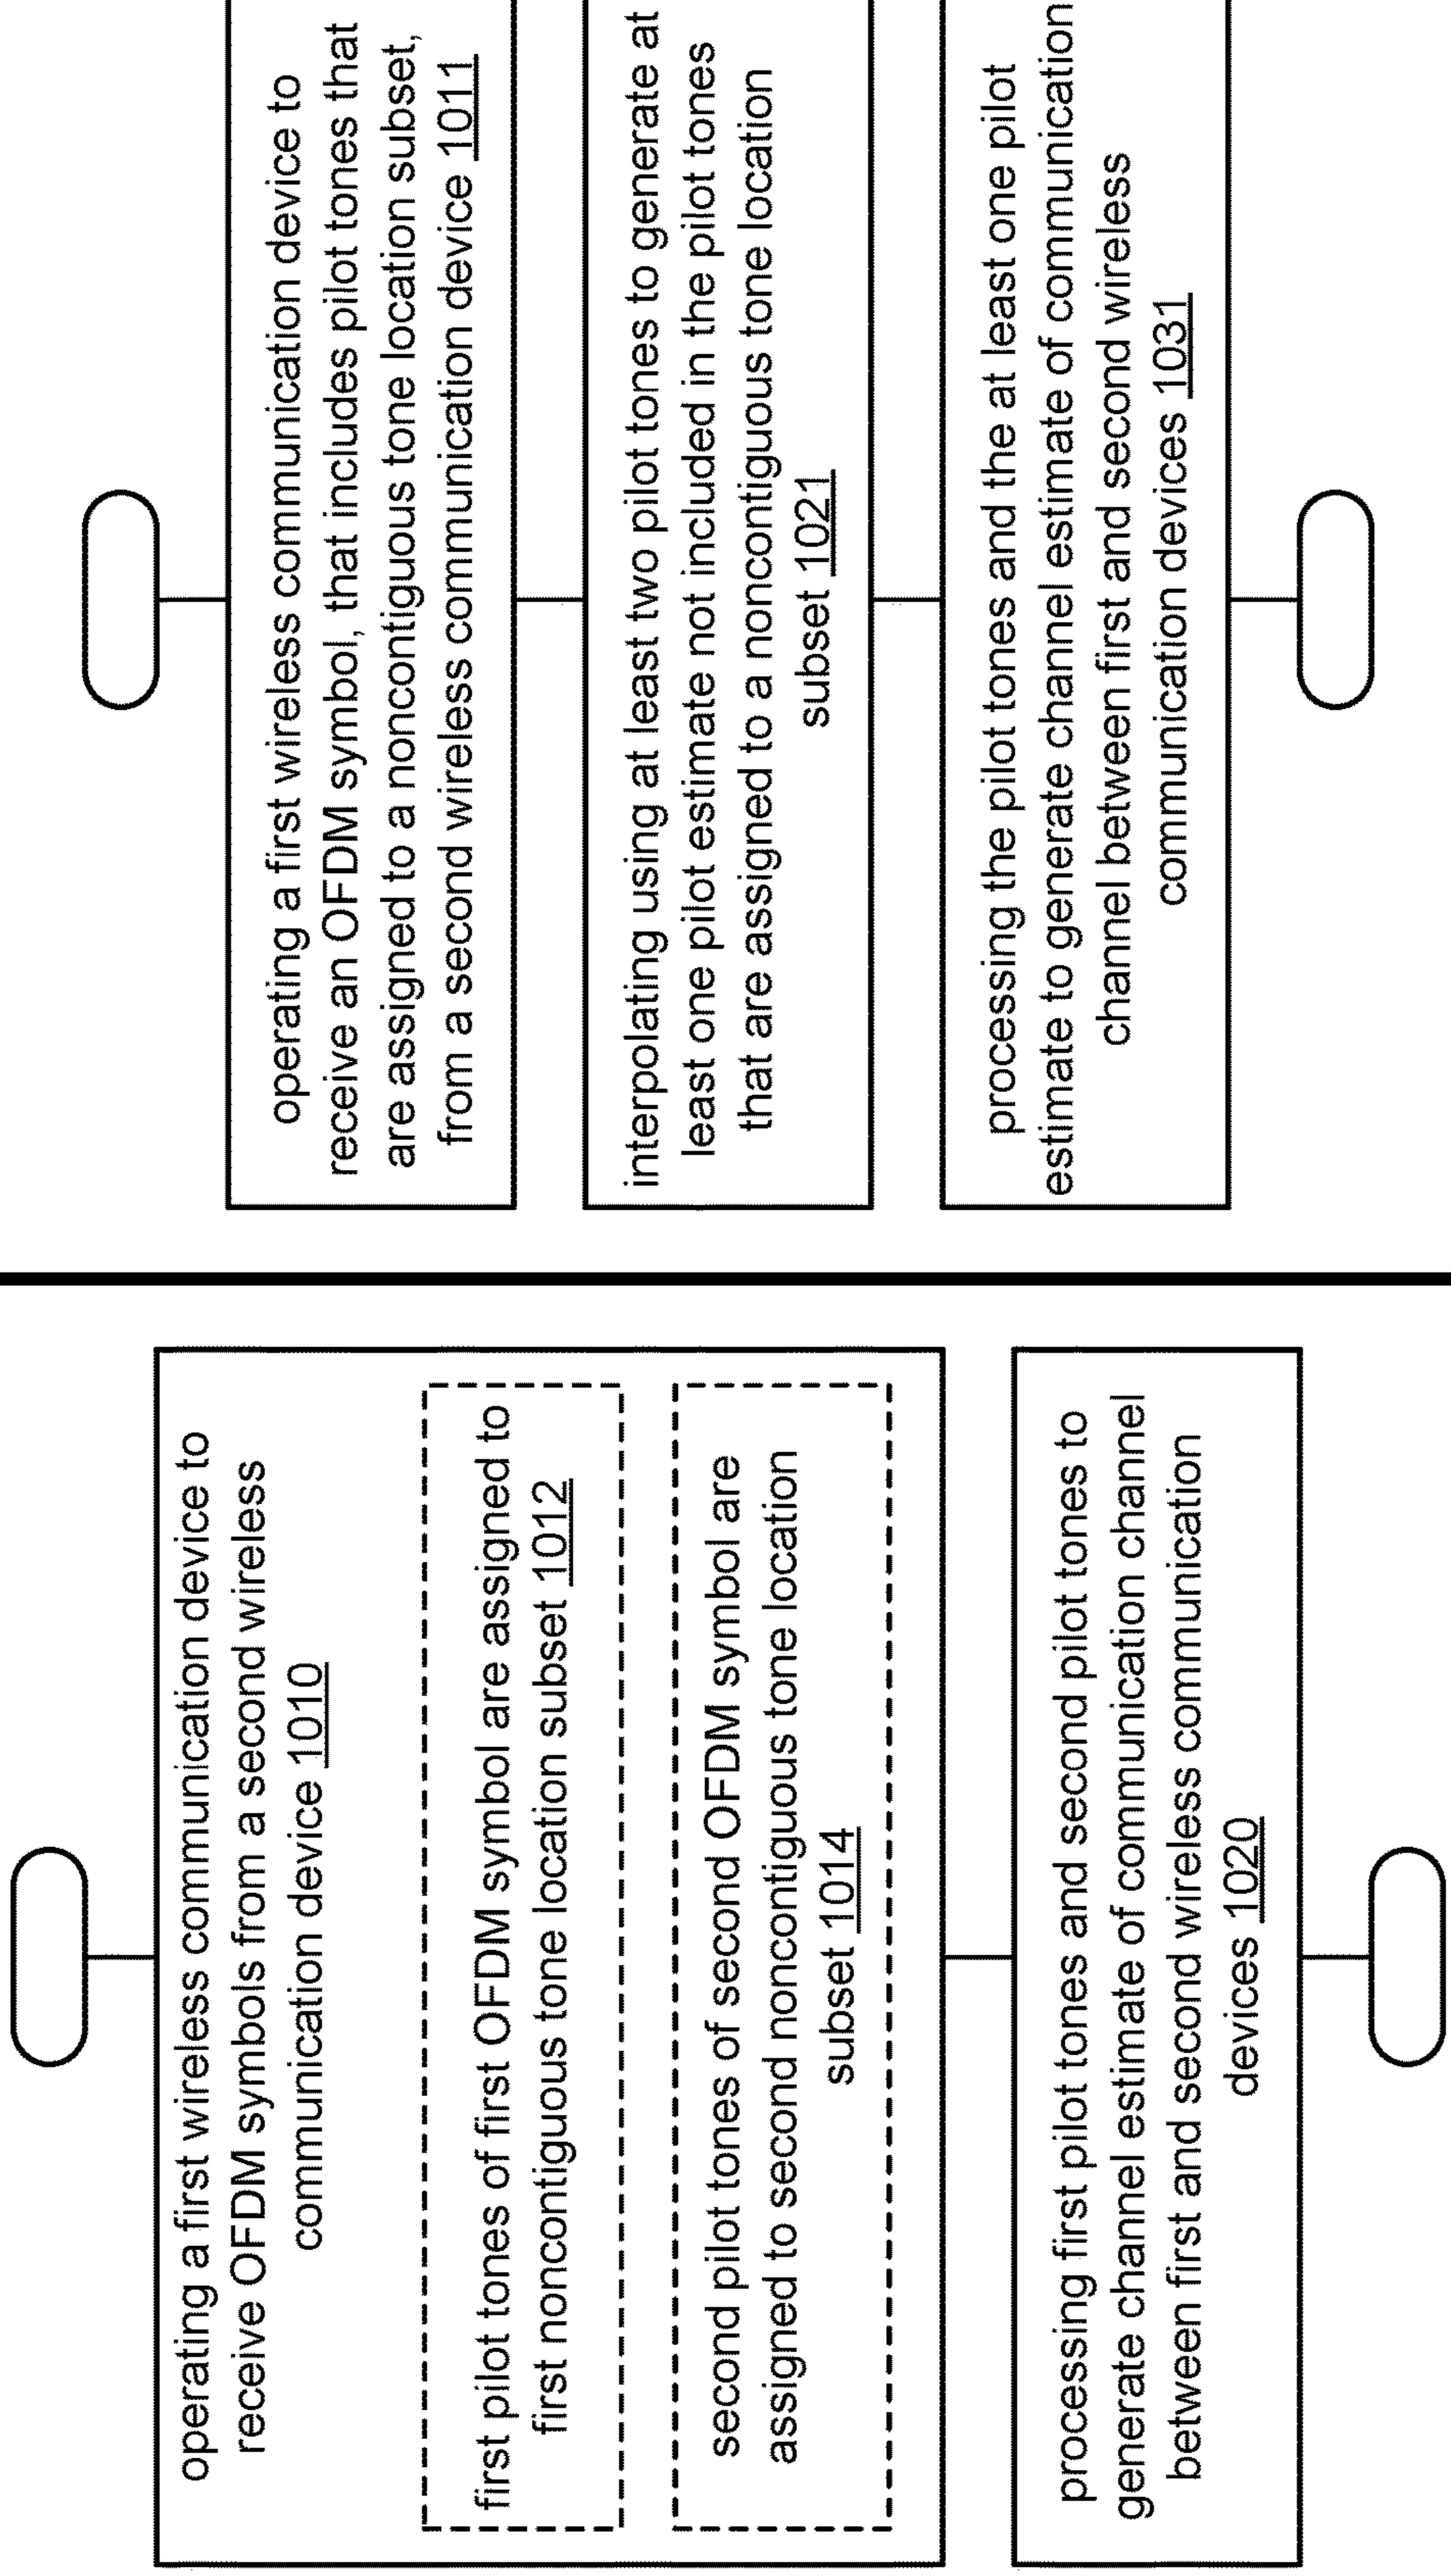 operating a first wireless communication device to
receive OFDM symbols from a second wireless
communication device 1010
first pilot tones of first OFDM symbol are assigned to
first noncontiguous tone location subset 1012
second pilot tones of second OFDM symbol are
assigned to second noncontiguous tone location
subset 1014
processing first pilot tones and second pilot tones to
generate channel estimate of communication channel
between first and second wireless communication
devices 1020
operating a first wireless communication device to
receive an OFDM symbol, that includes pilot tones that
are assigned to a noncontiguous tone location subset,
from a second wireless communication device 1011
interpolating using at least two pilot tones to generate at
least one pilot estimate not included in the pilot tones
that are assigned to a noncontiguous tone location
subset 1021
processing the pilot tones and the at least one pilot
estimate to generate channel estimate of communication
channel between first and second wireless
communication devices 1031